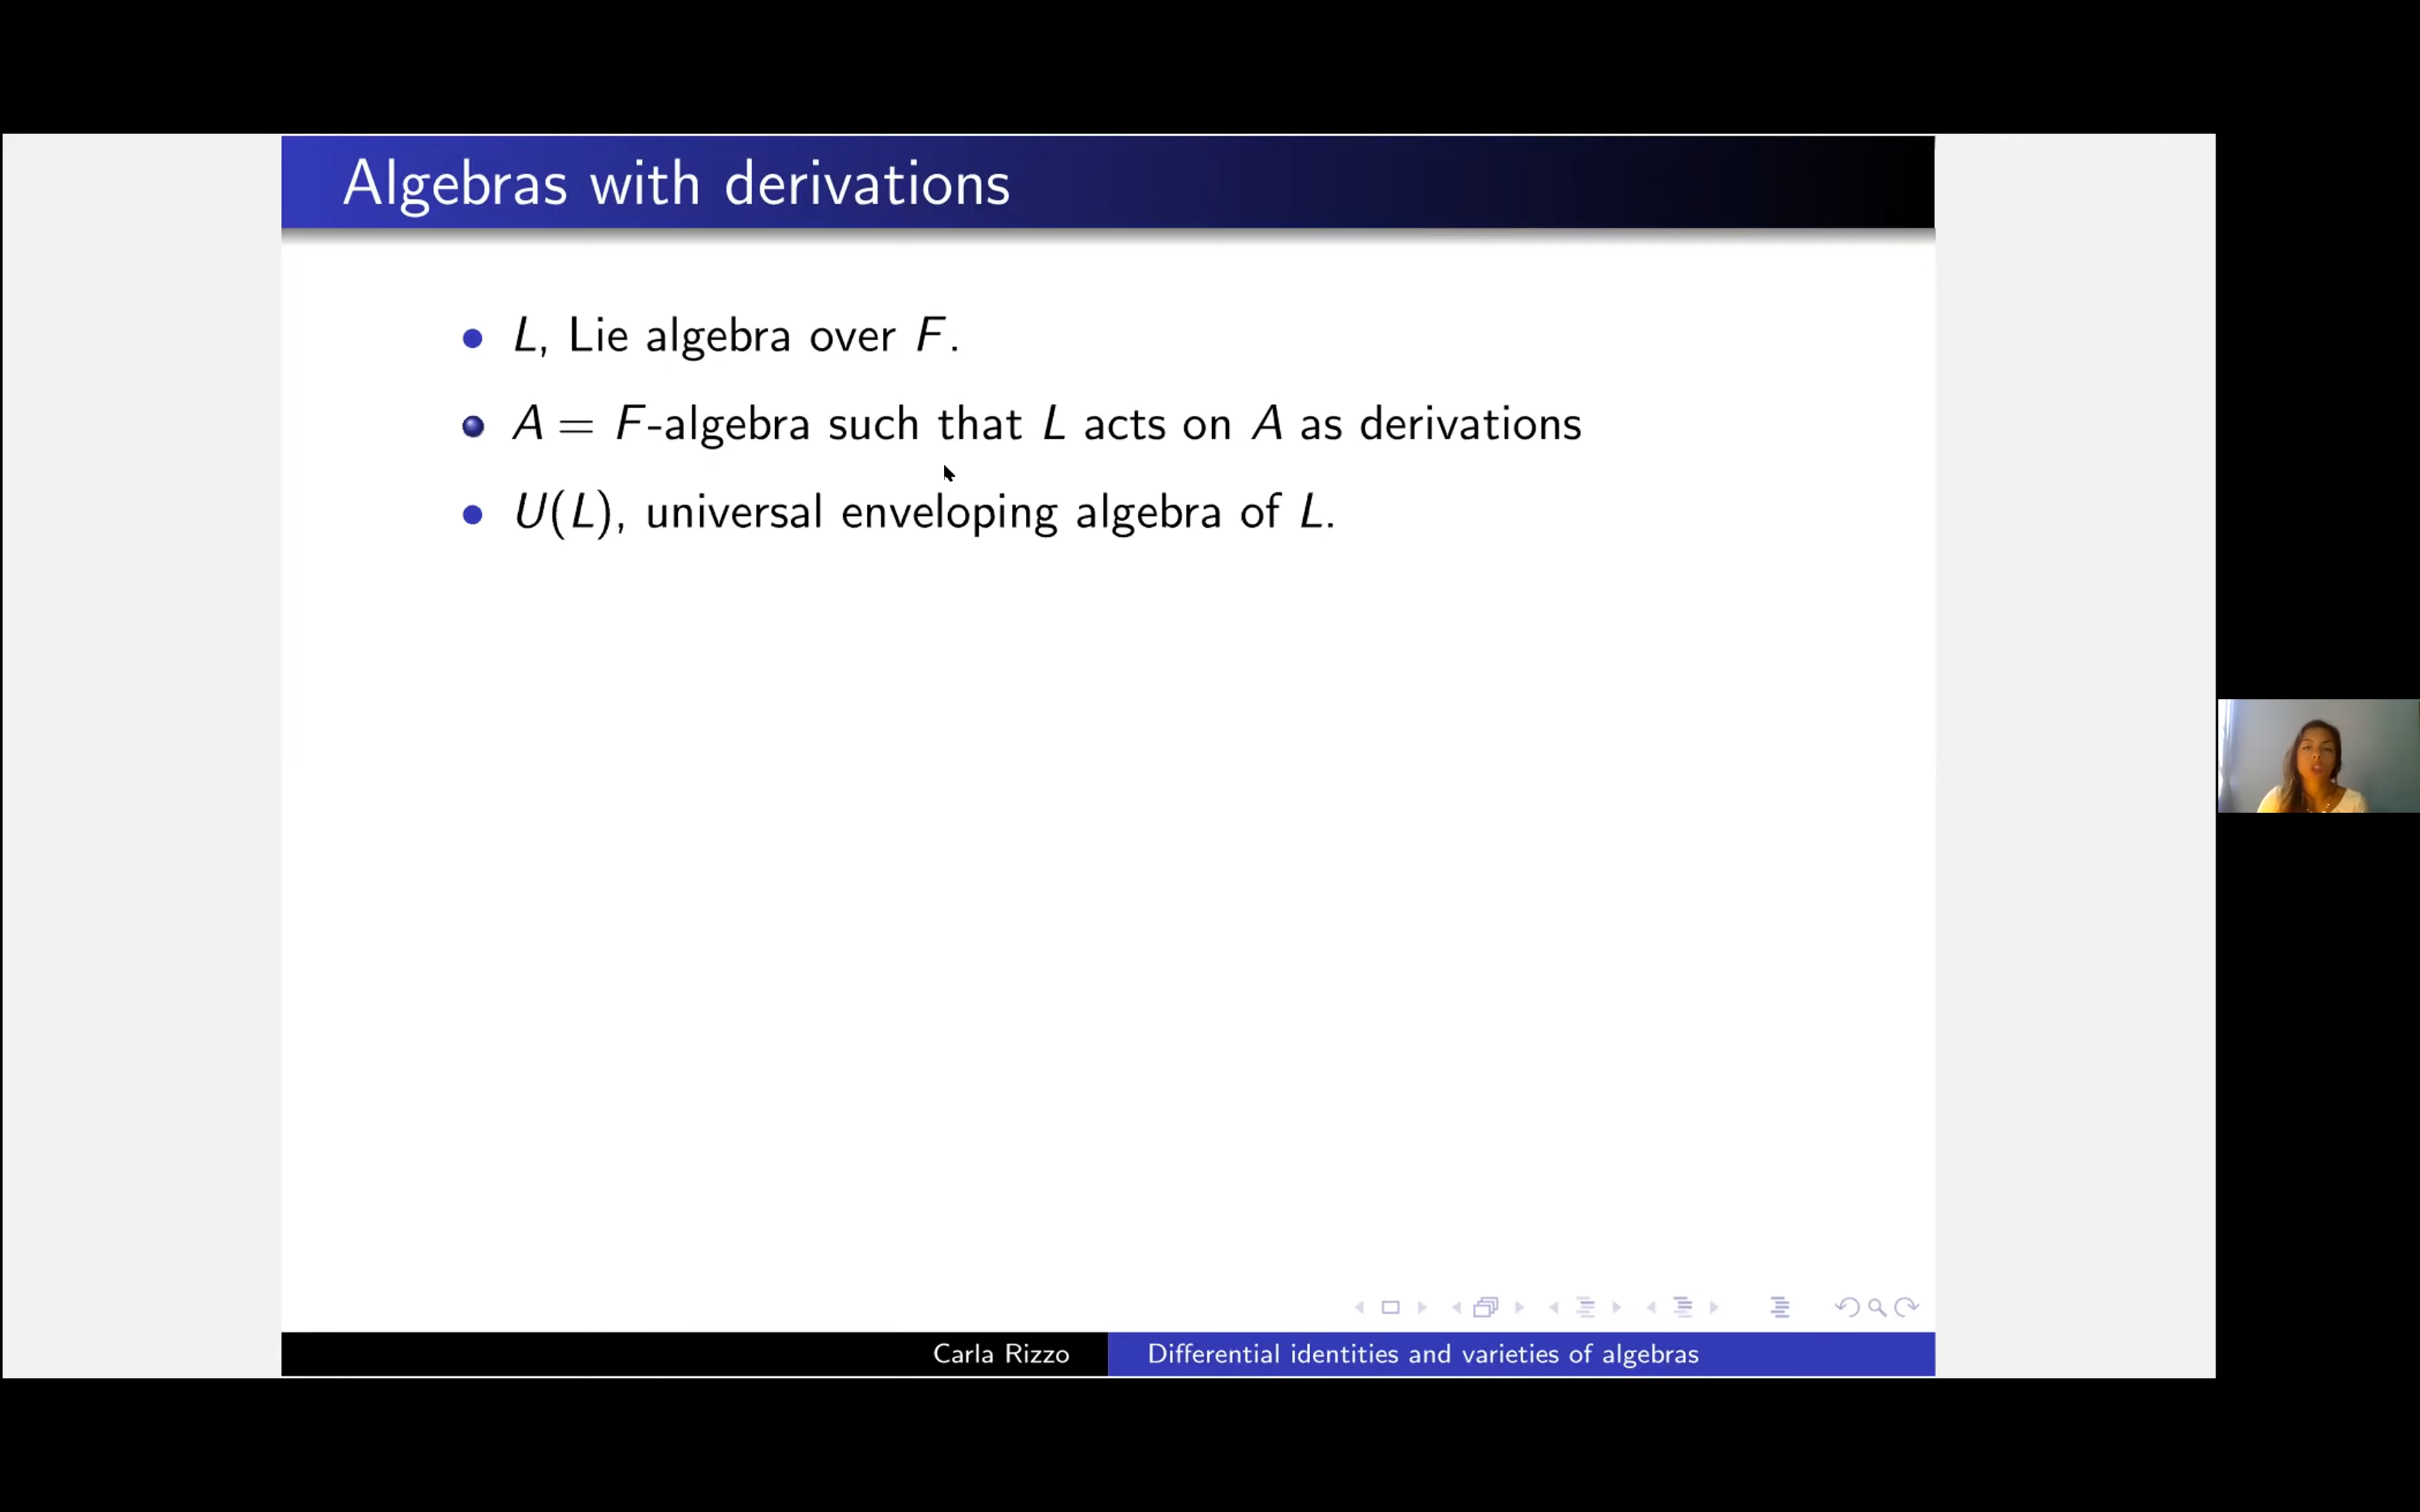 Algebras with derivations
• L, Lie algebra over F.
• A = F-algebra such that L acts on A as derivations
• U(L), universal enveloping algebra of L.
Carla Rizzo
Differential identities and varieties of algebras